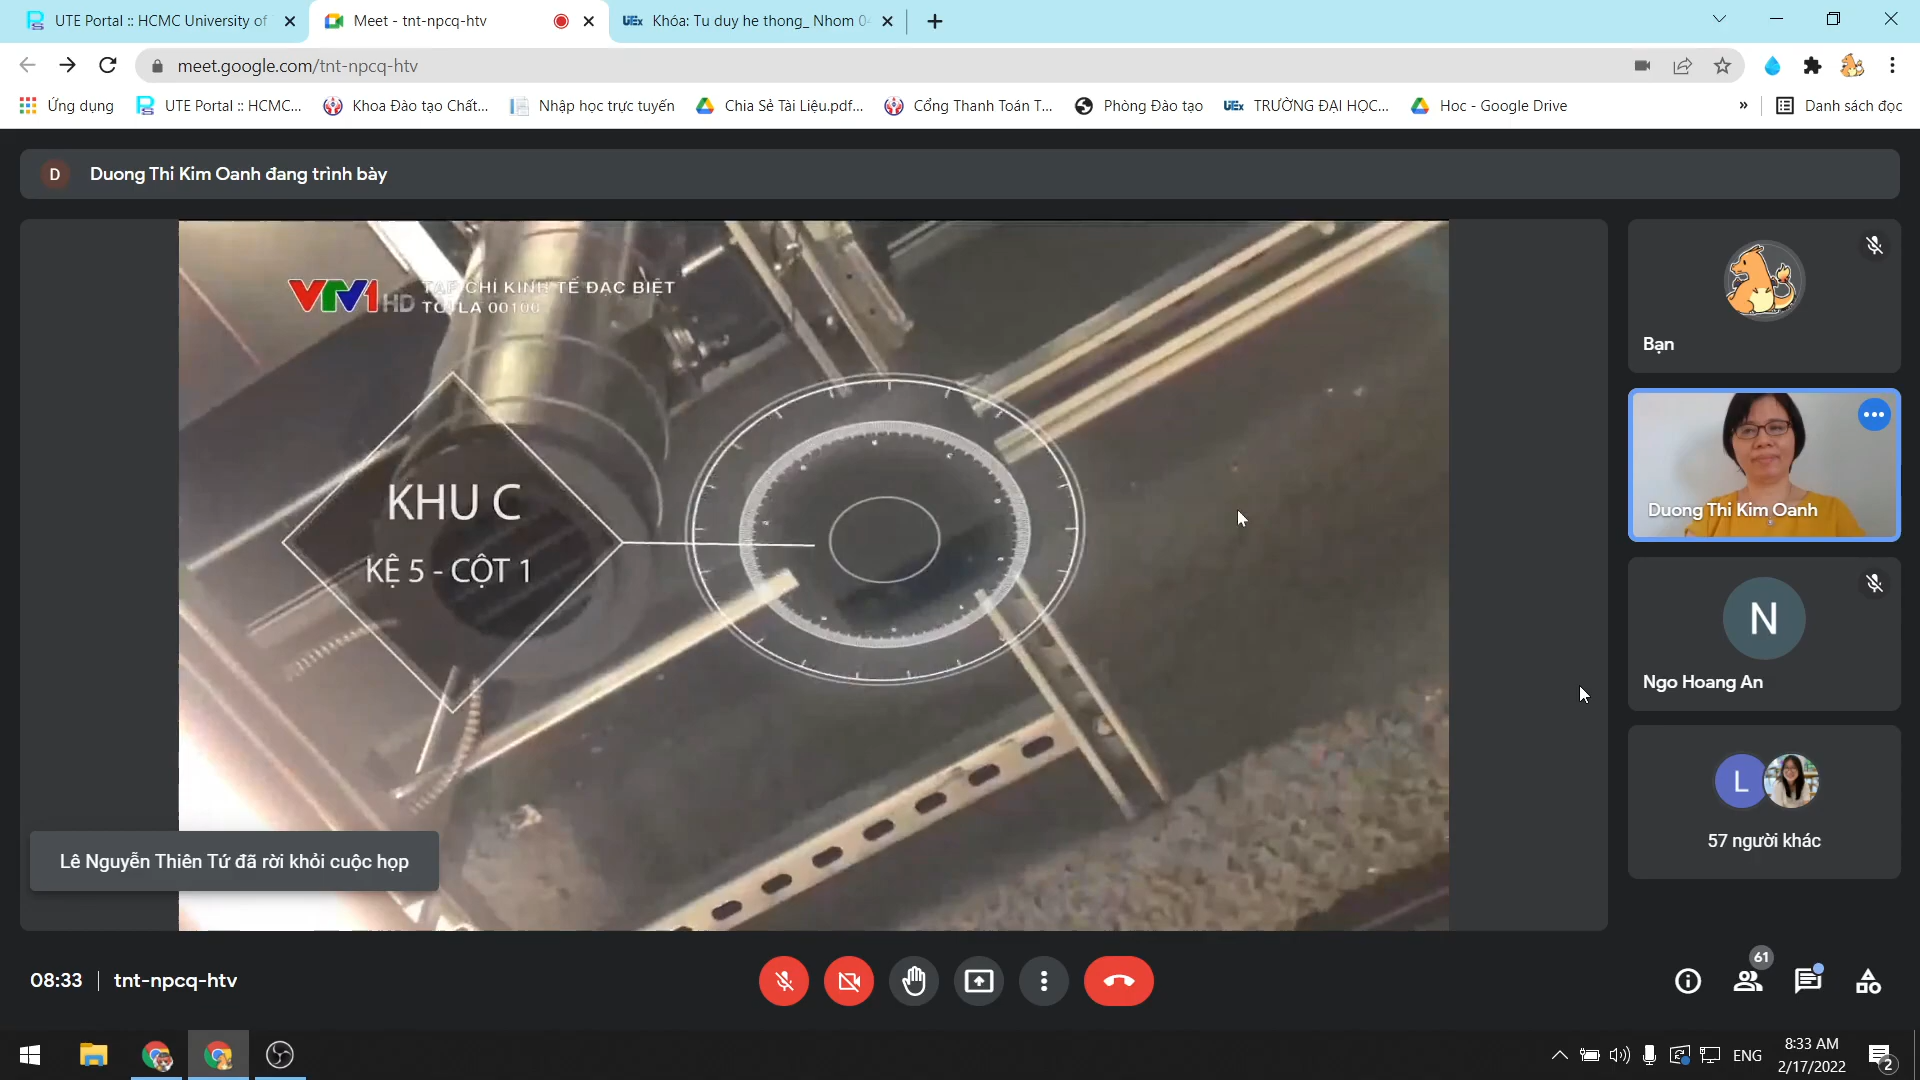 UTE Portal :: HCMC University of
Meet - tnt-npcq-htv
UEx Khóa: Tu duy he thong_ Nhom 04
meet.google.com/tnt-npcq-htv
Ứng dụng
UTE Portal :: HCMC...
Khoa Đào tạo Chất...
Nhập học trực tuyến
Chia Sẻ Tài Liệu.pdf...
Cổng Thanh Toán T...
Phòng Đào tạo
UEx TRƯỜNG ĐẠI HỌC...
Hoc - Google Drive
»
Danh sách đọc
D
Duong Thi Kim Oanh đang trình bày
VTV1 HD
TẠP CHÍ KINH TẾ ĐẶC BIỆT
KHU C
KỆ 5 - CỘT 1
Bạn
Duong Thi Kim Oanh
N
Ngo Hoang An
L
57 người khác
Lê Nguyễn Thiên Tứ đã rời khỏi cuộc họp
08:33 | tnt-npcq-htv
61
ENG
8:33 AM
2/17/2022
2